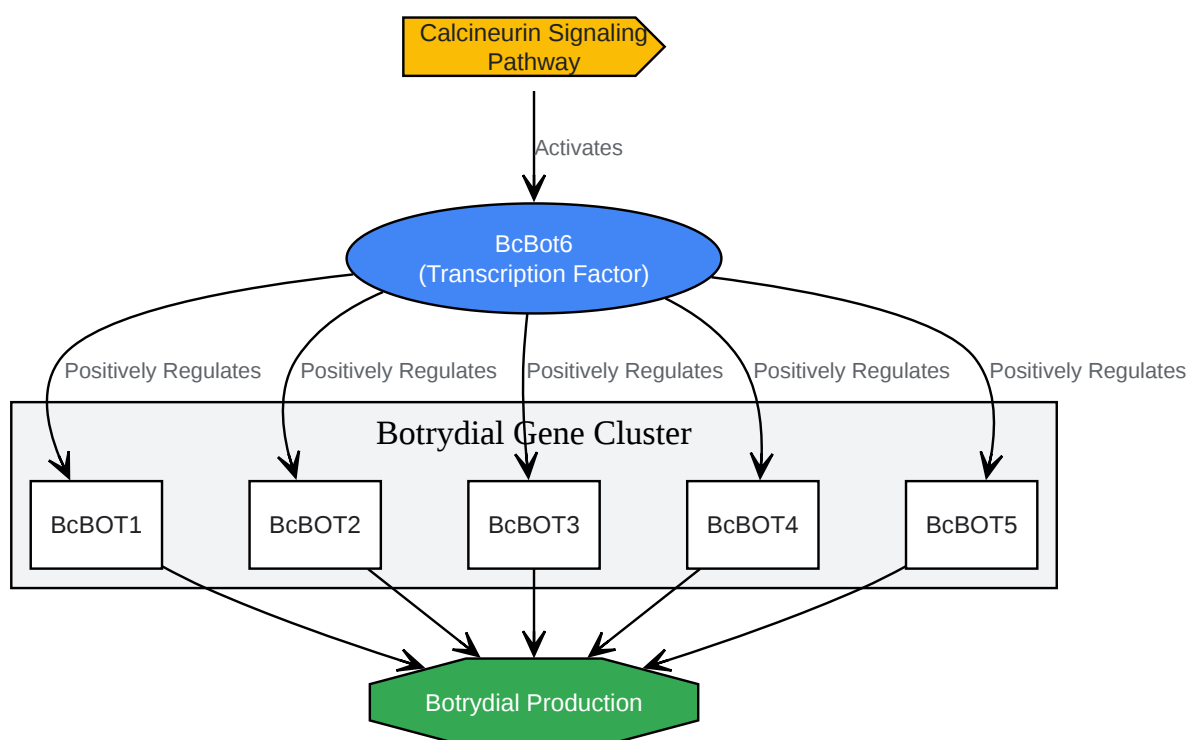 Calcineurin Signaling
Pathway
Activates
BcBot6
(Transcription Factor)
Positively Regulates
Positively Regulates
Positively Regulates
Positively Regulates
Positively Regulates
Botrydial Gene Cluster
BcBOT1
BcBOT2
BcBOT3
BcBOT4
BcBOT5
Botrydial Production